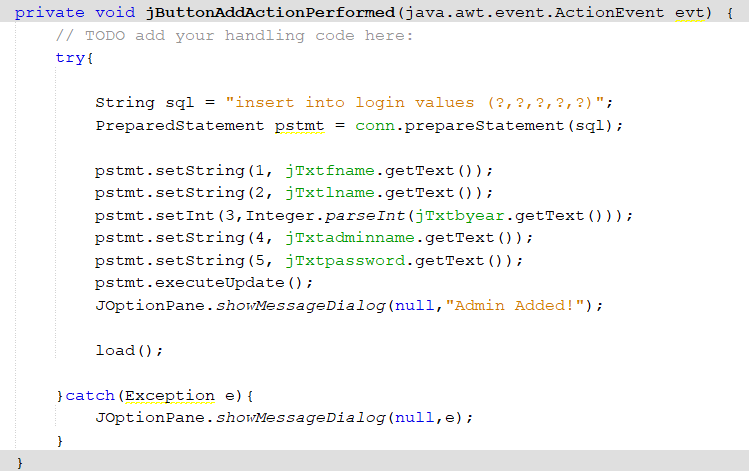 private void jButtonAddActionPerformed(java.awt.event.ActionEvent evt) {
// TODO add your handling code here:
try{
String sql = "insert into login values (?,?,?,?,?)";
PreparedStatement pstmt = conn.prepareStatement(sql);
pstmt.setString(1, jTxtfname.getText());
pstmt.setString(2, jTxtlname.getText());
pstmt.setInt(3,Integer.parseInt(jTxtbyear.getText()));
pstmt.setString(4, jTxtadminname.getText());
pstmt.setString(5, jTxtpassword.getText());
pstmt.executeUpdate();
JOptionPane.showMessageDialog(null,"Admin Added!");
load();
}catch(Exception e){
JOptionPane.showMessageDialog(null,e);
}
}